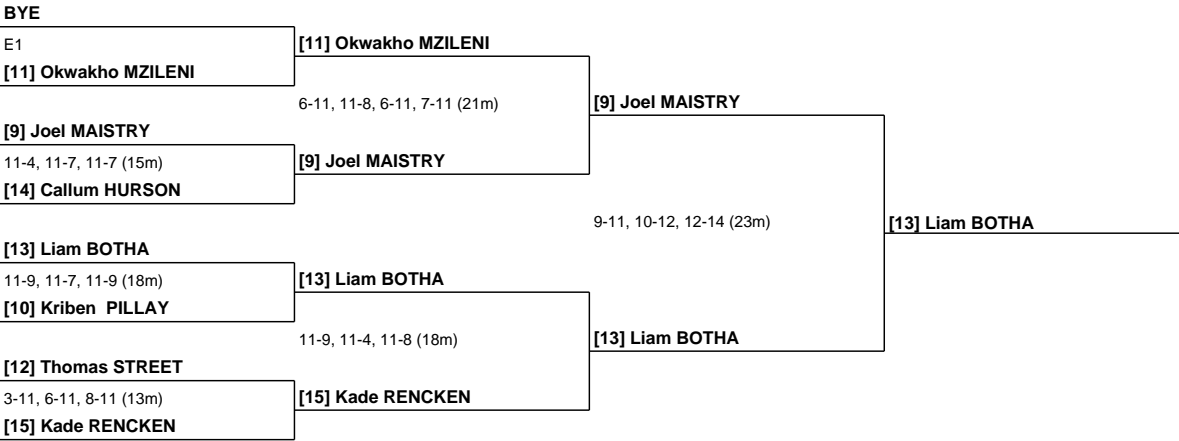 BYE
E1
[11] Okwakho MZILENI
[11] Okwakho MZILENI
6-11, 11-8, 6-11, 7-11 (21m)
[9] Joel MAISTRY
[9] Joel MAISTRY
11-4, 11-7, 11-7 (15m)
[9] Joel MAISTRY
[14] Callum HURSON
9-11, 10-12, 12-14 (23m)
[13] Liam BOTHA
[13] Liam BOTHA
11-9, 11-7, 11-9 (18m)
[13] Liam BOTHA
[10] Kriben PILLAY
11-9, 11-4, 11-8 (18m)
[13] Liam BOTHA
[12] Thomas STREET
3-11, 6-11, 8-11 (13m)
[15] Kade RENCKEN
[15] Kade RENCKEN